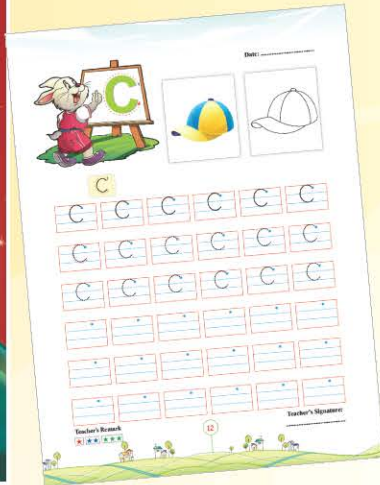 Date: ........................
C
C
C C C C C C
C C C C C C
C C C C C C
Teacher's Signature:
........................
Teacher's Remark
12